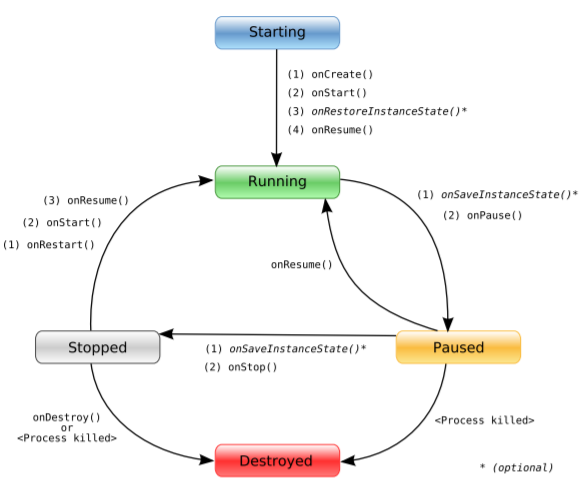 Starting
(1) onCreate()
(2) onStart()
(3) onRestoreInstanceState()*
(4) onResume()
Running
(3) onResume()
(2) onStart()
(1) onRestart()
(1) onSaveInstanceState()*
(2) onPause()
onResume()
Stopped
Paused
(1) onSaveInstanceState()*
(2) onStop()
onDestroy()
or
<Process killed>
<Process killed>
Destroyed
* (optional)